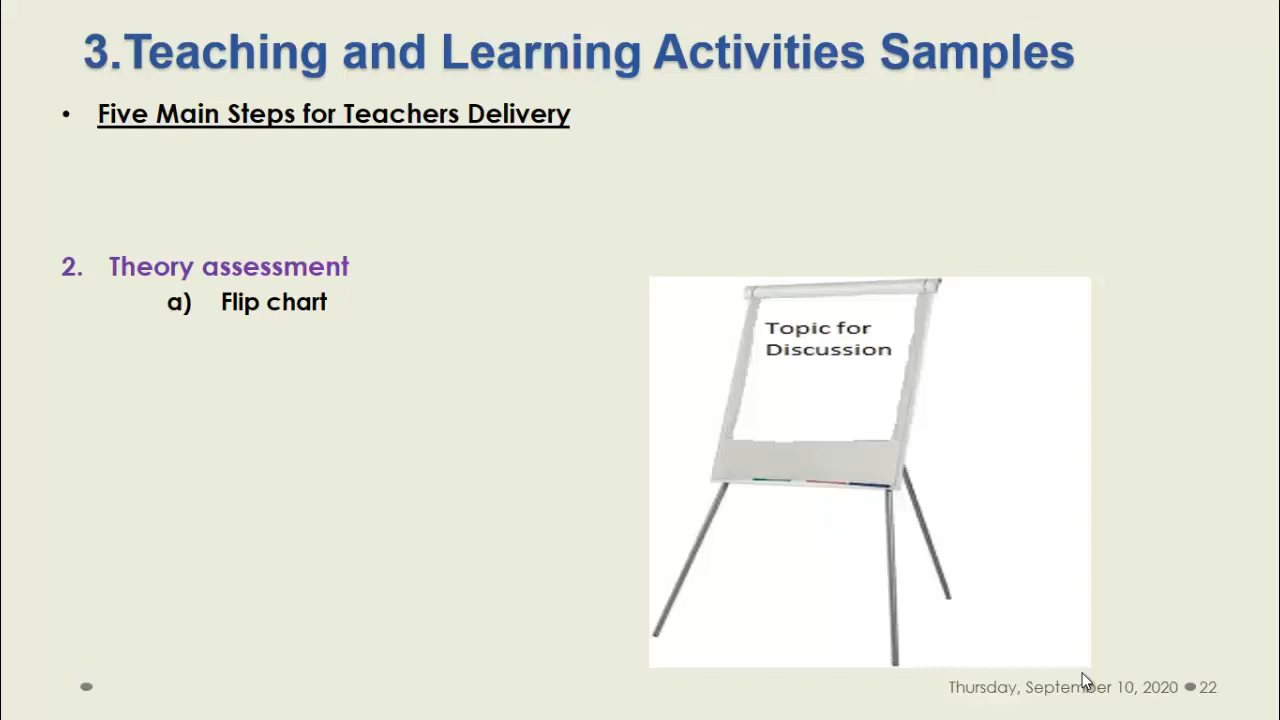 3.Teaching and Learning Activities Samples
• Five Main Steps for Teachers Delivery
2. Theory assessment
a) Flip chart
Topic for
Discussion
Thursday, September 10, 2020 22